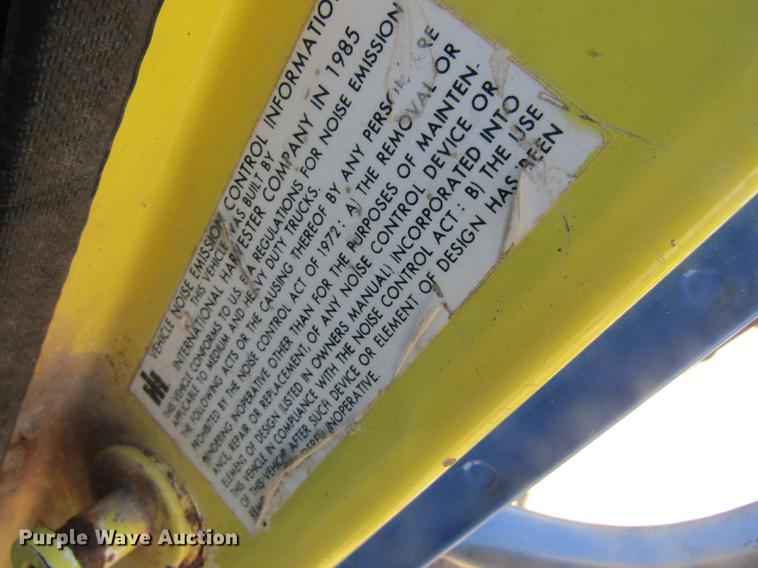 VEHICLE NOISE EMISSION CONTROL INFORMATION
THIS VEHICLE WAS BUILT BY
INTERNATIONAL HARVESTER COMPANY IN 1985
THIS VEHICLE CONFORMS TO U.S. E.P.A. REGULATIONS FOR NOISE EMISSION
APPLICABLE TO MEDIUM AND HEAVY DUTY TRUCKS.
THE FOLLOWING ACTS OR THE CAUSING THEREOF BY ANY PERSON ARE
PROHIBITED BY THE NOISE CONTROL ACT OF 1972: A) THE REMOVAL OR
RENDERING INOPERATIVE OTHER THAN FOR THE PURPOSES OF MAINTEN-
ANCE, REPAIR OR REPLACEMENT OF ANY NOISE CONTROL DEVICE OR
ELEMENT OF DESIGN (LISTED IN OWNERS MANUAL) INCORPORATED INTO
THIS VEHICLE IN COMPLIANCE WITH THE NOISE CONTROL ACT: B) THE USE
OF THIS VEHICLE AFTER SUCH DEVICE OR ELEMENT OF DESIGN HAS BEEN
INOPERATIVE
Purple Wave Auction